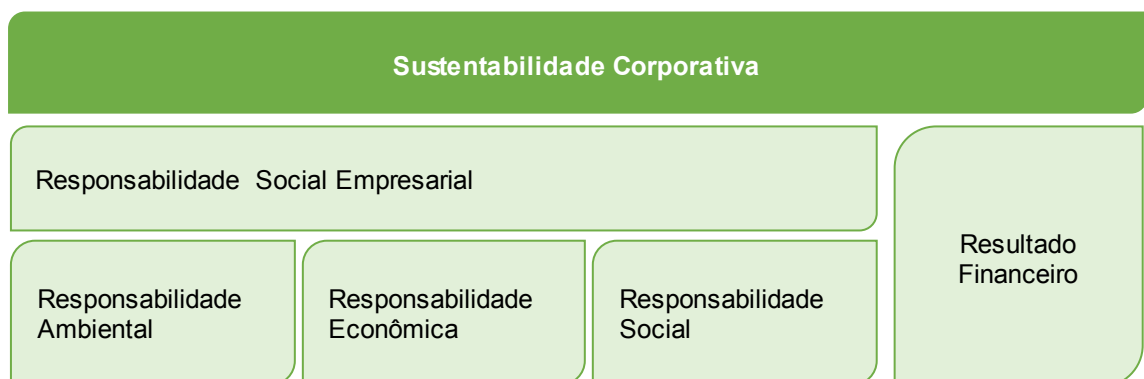 Sustentabilidade Corporativa
Responsabilidade Social Empresarial
Resultado
Financeiro
Responsabilidade
Ambiental
Responsabilidade
Econômica
Responsabilidade
Social